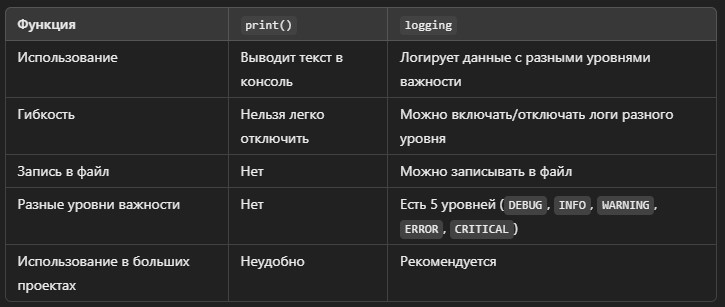 Функция print() logging
Использование Выводит текст в Логирует данные с разными уровнями
консоль важности
Гибкость Нельзя легко Можно включать/отключать логи разного
отключить уровня
Запись в файл Нет Можно записывать в файл
Разные уровни важности Нет Есть 5 уровней (DEBUG, INFO, WARNING,
ERROR, CRITICAL)
Использование в больших Неудобно Рекомендуется
проектах